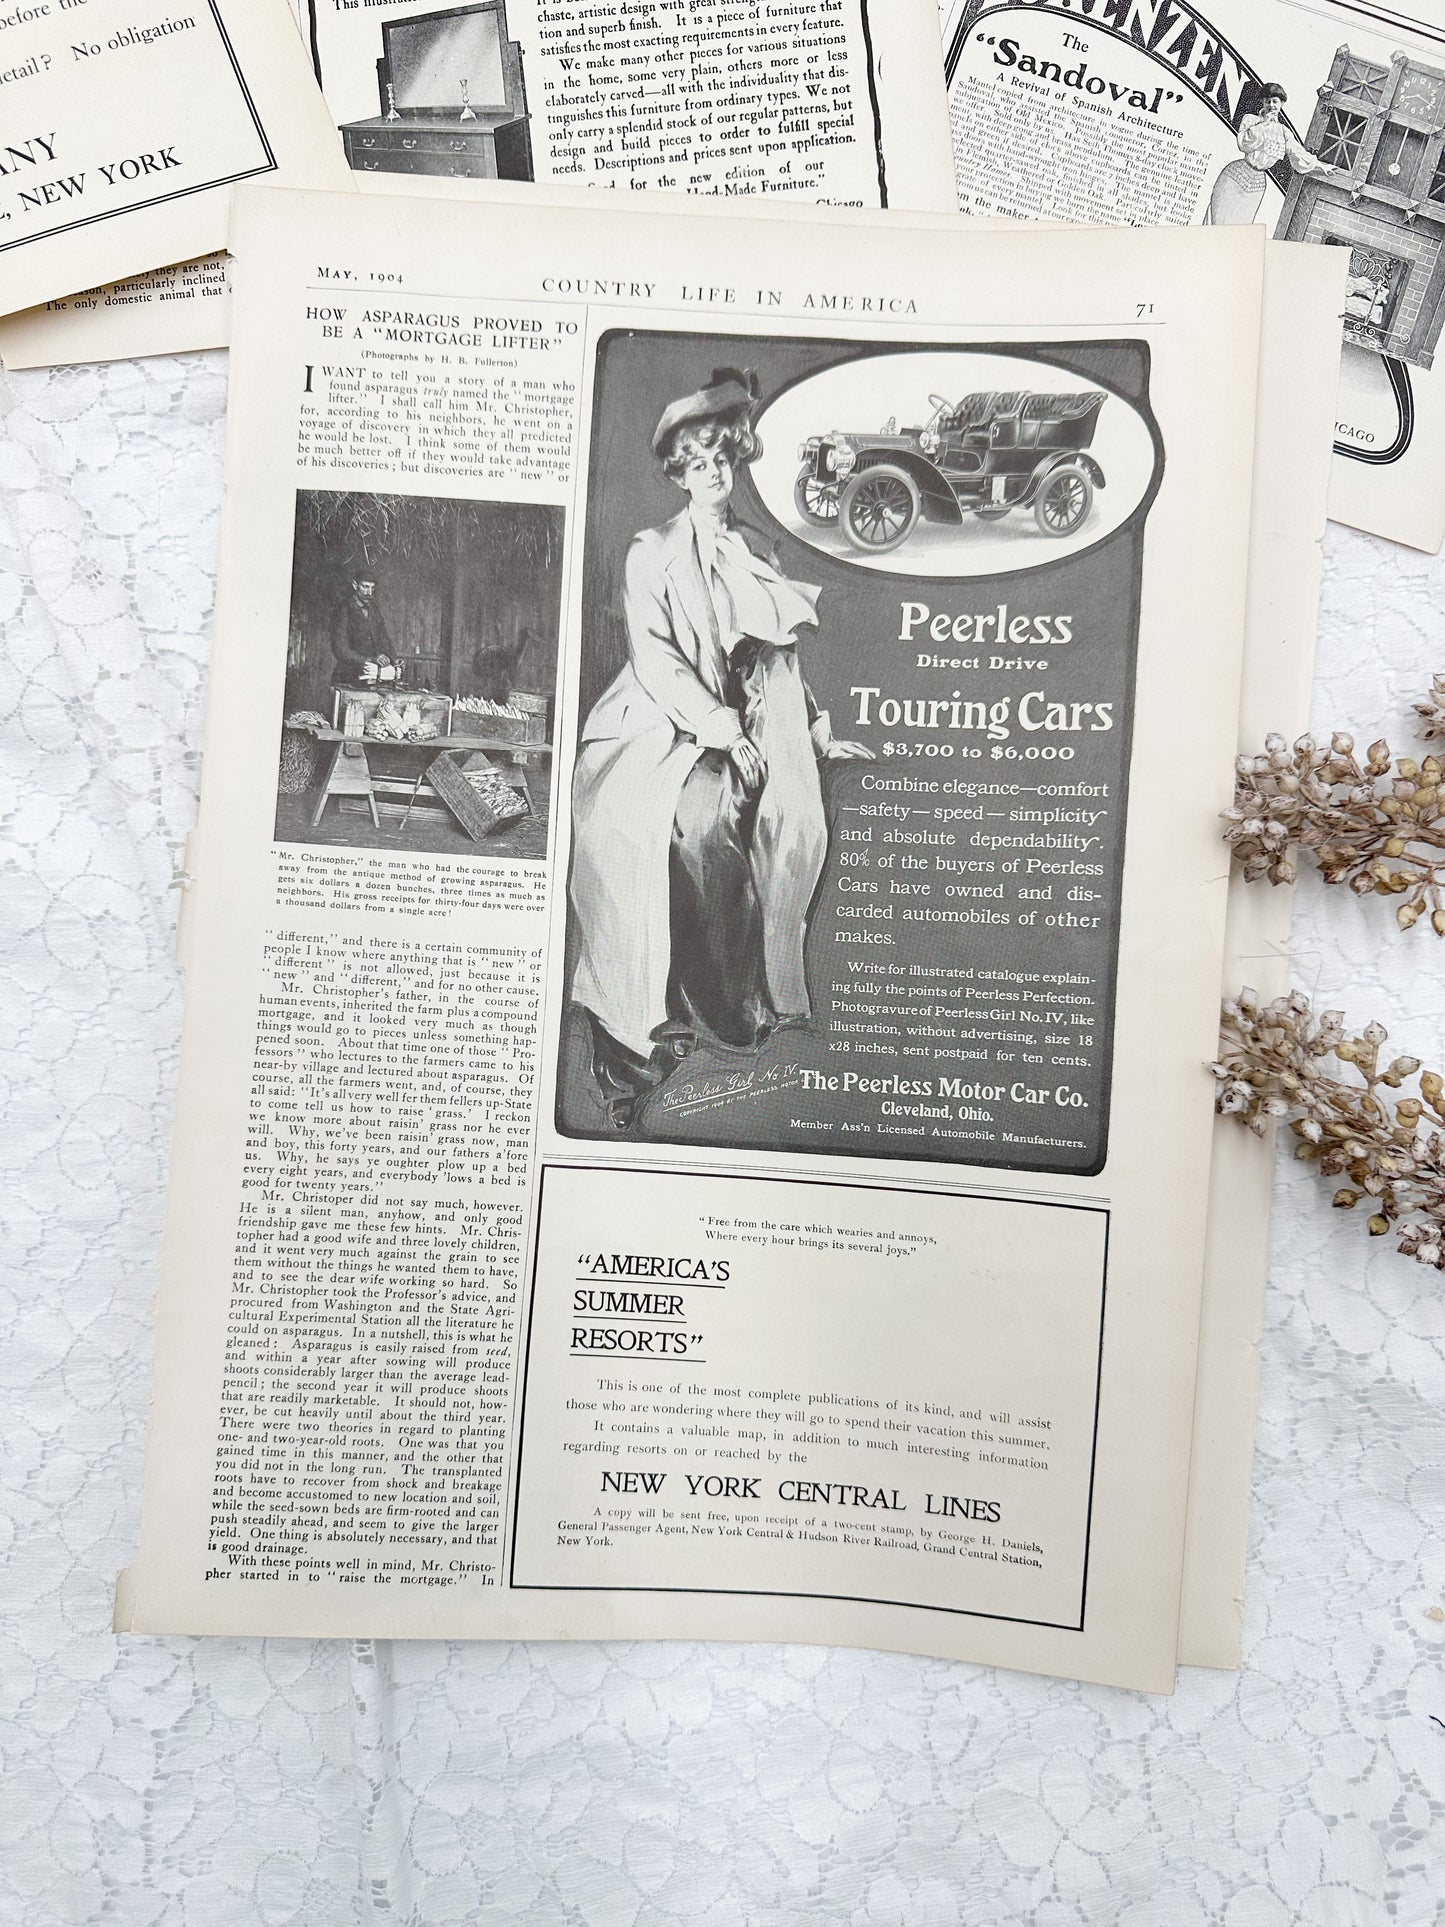 before the
detail? No obligation
ANY
NEW YORK
they are not,
particularly inclined
The only domestic animal that
chaste, artistic design with great
tion and superb finish. It is a piece of furniture that
satisfies the most exacting requirements in every feature.
We make many other pieces for various situations
in the home, some very plain, others more or less
elaborately carved—all with the individuality that dis-
tinguishes this furniture from ordinary types. We not
only carry a splendid stock of our regular patterns, but
design and build pieces to order to fulfill special
needs. Descriptions and prices sent upon application.
for the new edition of our
Hand-Made Furniture."
Chicago
The
"Sandoval"
A Revival of Spanish Architecture
CHICAGO
MAY, 1904
COUNTRY LIFE IN AMERICA
71
HOW ASPARAGUS PROVED TO
BE A "MORTGAGE LIFTER"
(Photographs by H. B. Fullerton)
I WANT to tell you a story of a man who
found asparagus truly named the "mortgage
lifter." I shall call him Mr. Christopher,
for, according to his neighbors, he went on a
voyage of discovery in which they all predicted
he would be lost. I think some of them would
be much better off if they would take advantage
of his discoveries; but discoveries are "new" or
"Mr. Christopher," the man who had the courage to break
away from the antique method of growing asparagus. He
gets six dollars a dozen bunches, three times as much as
neighbors. His gross receipts for thirty-four days were over
a thousand dollars from a single acre!
"different," and there is a certain community of
people I know where anything that is "new" or
"different" is not allowed, just because it is
"new" and "different," and for no other cause.
Mr. Christopher's father, in the course of
human events, inherited the farm plus a compound
mortgage, and it looked very much as though
things would go to pieces unless something hap-
pened soon. About that time one of those "Pro-
fessors" who lectures to the farmers came to his
near-by village and lectured about asparagus. Of
course, all the farmers went, and, of course, they
all said: "It's all very well fer them fellers up-State
to come tell us how to raise 'grass.' I reckon
we know more about raisin' grass nor he ever
will. Why, we've been raisin' grass now, man
and boy, this forty years, and our fathers a'fore
us. Why, he says ye oughter plow up a bed
every eight years, and everybody 'lows a bed is
good for twenty years."
Mr. Christoper did not say much, however.
He is a silent man, anyhow, and only good
friendship gave me these few hints. Mr. Chris-
topher had a good wife and three lovely children,
and it went very much against the grain to see
them without the things he wanted them to have,
and to see the dear wife working so hard. So
Mr. Christopher took the Professor's advice, and
procured from Washington and the State Agri-
cultural Experimental Station all the literature he
could on asparagus. In a nutshell, this is what he
gleaned: Asparagus is easily raised from seed,
and within a year after sowing will produce
shoots considerably larger than the average lead-
pencil; the second year it will produce shoots
that are readily marketable. It should not, how-
ever, be cut heavily until about the third year.
There were two theories in regard to planting
one- and two-year-old roots. One was that you
gained time in this manner, and the other that
you did not in the long run. The transplanted
roots have to recover from shock and breakage
and become accustomed to new location and soil,
while the seed-sown beds are firm-rooted and can
push steadily ahead, and seem to give the larger
yield. One thing is absolutely necessary, and that
is good drainage.
With these points well in mind, Mr. Christo-
pher started in to "raise the mortgage." In
Peerless
Direct Drive
Touring Cars
$3,700 to $6,000
Combine elegance—comfort
—safety—speed—simplicity
and absolute dependability.
80% of the buyers of Peerless
Cars have owned and dis-
carded automobiles of other
makes.
Write for illustrated catalogue explain-
ing fully the points of Peerless Perfection.
Photogravure of Peerless Girl No. IV, like
illustration, without advertising, size 18
x28 inches, sent postpaid for ten cents.
The Peerless Girl No IV.
COPYRIGHT 1904 BY THE PEERLESS MOTOR
The Peerless Motor Car Co.
Cleveland, Ohio.
Member Ass'n Licensed Automobile Manufacturers.
"Free from the care which wearies and annoys,
Where every hour brings its several joys."
"AMERICA'S
SUMMER
RESORTS"
This is one of the most complete publications of its kind, and will assist
those who are wondering where they will go to spend their vacation this summer.
It contains a valuable map, in addition to much interesting information
regarding resorts on or reached by the
NEW YORK CENTRAL LINES
A copy will be sent free, upon receipt of a two-cent stamp, by George H. Daniels,
General Passenger Agent, New York Central & Hudson River Railroad, Grand Central Station,
New York.